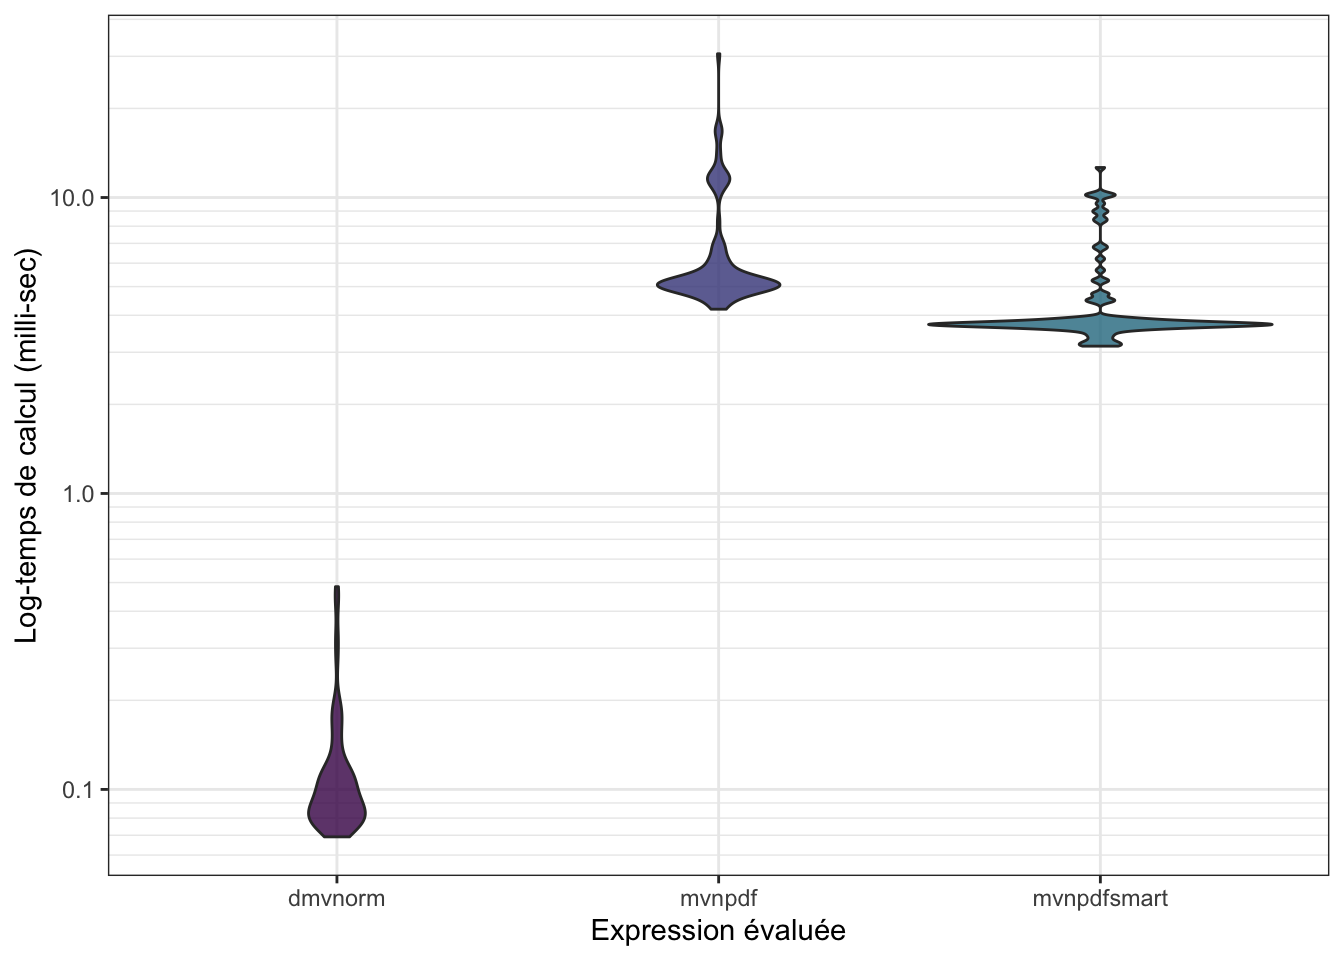 Log-temps de calcul (milli-sec)
10.0
1.0
0.1
dmvnorm
mvnpdf
mvnpdfsmart
Expression évaluée